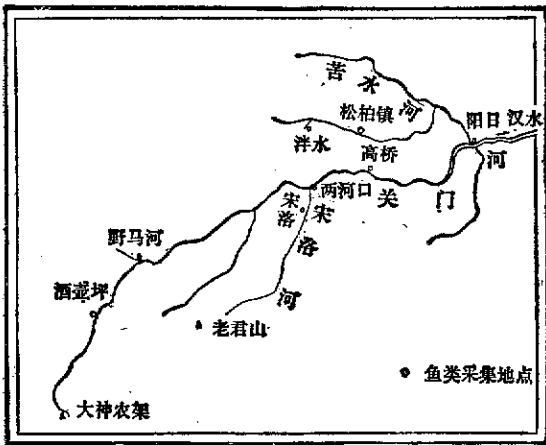 苦水河
松柏镇
阳日 汉水
泮水
高桥
河
两河口
关门
宋洛
宋洛河
野马河
酒壶坪
老君山
鱼类采集地点
大神农架